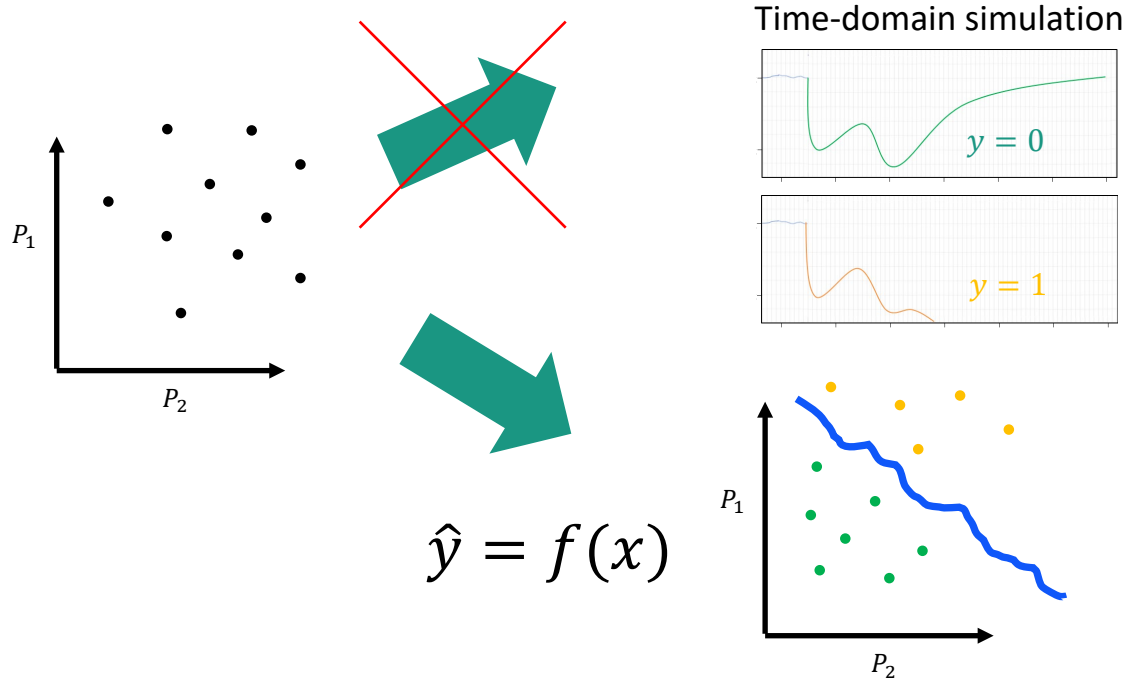 Time-domain simulation
y = 0
P₁
y = 1
P₂
P₁
ŷ = f(x)
P₂